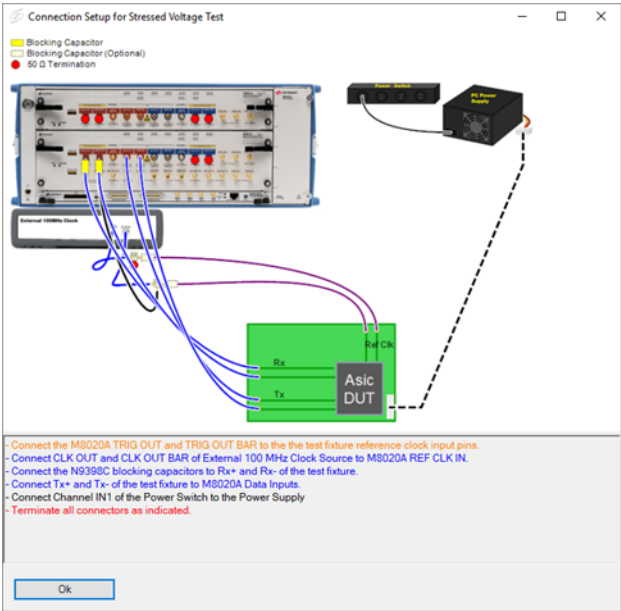 Connection Setup for Stressed Voltage Test
Blocking Capacitor
Blocking Capacitor (Optional)
50 Ω Termination
Power Switch
PC Power
Supply
External 100MHz Clock
Ref Clk
Rx
Asic
DUT
Tx
- Connect the M8020A TRIG OUT and TRIG OUT BAR to the the test fixture reference clock input pins.
- Connect CLK OUT and CLK OUT BAR of External 100 MHz Clock Source to M8020A REF CLK IN.
- Connect the N9398C blocking capacitors to Rx+ and Rx- of the test fixture.
- Connect Tx+ and Tx- of the test fixture to M8020A Data Inputs.
- Connect Channel IN1 of the Power Switch to the Power Supply
- Terminate all connectors as indicated.
Ok